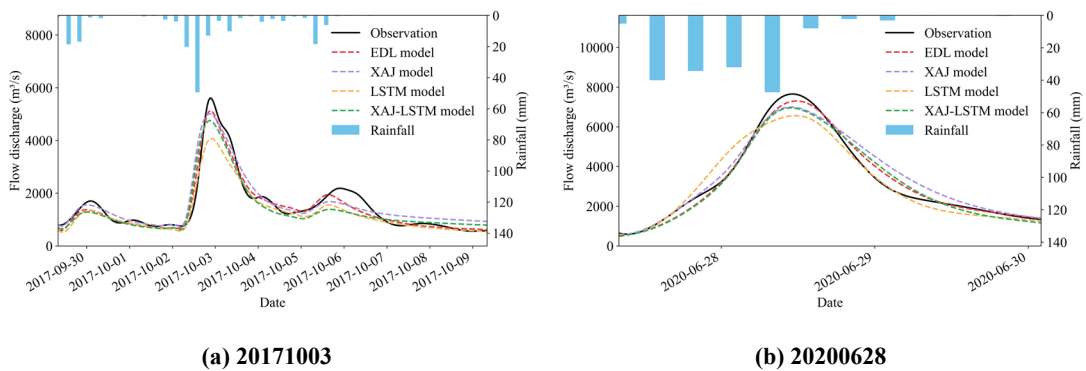 8000
6000
4000
2000
0
Flow discharge (m³/s)
0
20
40
60
80
100
120
140
Rainfall (mm)
Observation
EDL model
XAJ model
LSTM model
XAJ-LSTM model
Rainfall
2017-09-30
2017-10-01
2017-10-02
2017-10-03
2017-10-04
2017-10-05
2017-10-06
2017-10-07
2017-10-08
2017-10-09
Date
(a) 20171003
10000
8000
6000
4000
2000
0
Flow discharge (m³/s)
0
20
40
60
80
100
120
140
Rainfall (mm)
Observation
EDL model
XAJ model
LSTM model
XAJ-LSTM model
Rainfall
2020-06-28
2020-06-29
2020-06-30
Date
(b) 20200628